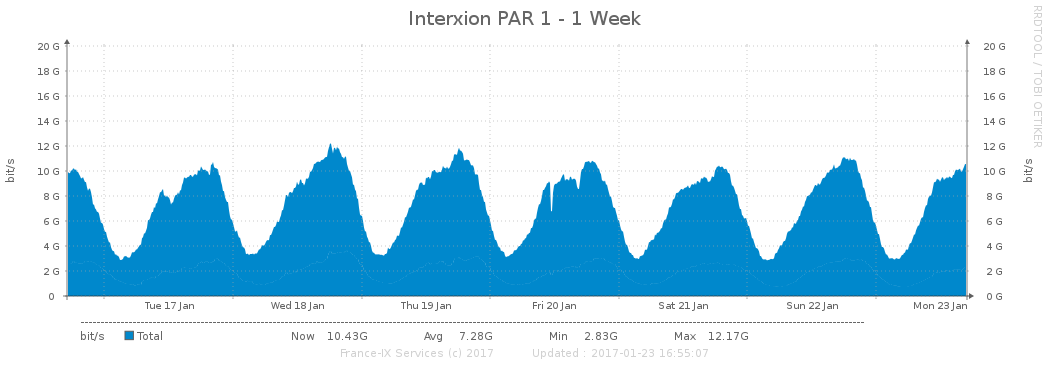 Interxion PAR 1 - 1 Week
RRDTOOL / TOBI OETIKER
bit/s
bit/s
20 G 20 G
18 G 18 G
16 G 16 G
14 G 14 G
12 G 12 G
10 G 10 G
8 G 8 G
6 G 6 G
4 G 4 G
2 G 2 G
0 0 G
Tue 17 Jan Wed 18 Jan Thu 19 Jan Fri 20 Jan Sat 21 Jan Sun 22 Jan Mon 23 Jan
bit/s Total Now 10.43G Avg 7.28G Min 2.83G Max 12.17G
France-IX Services (c) 2017 Updated : 2017-01-23 16:55:07